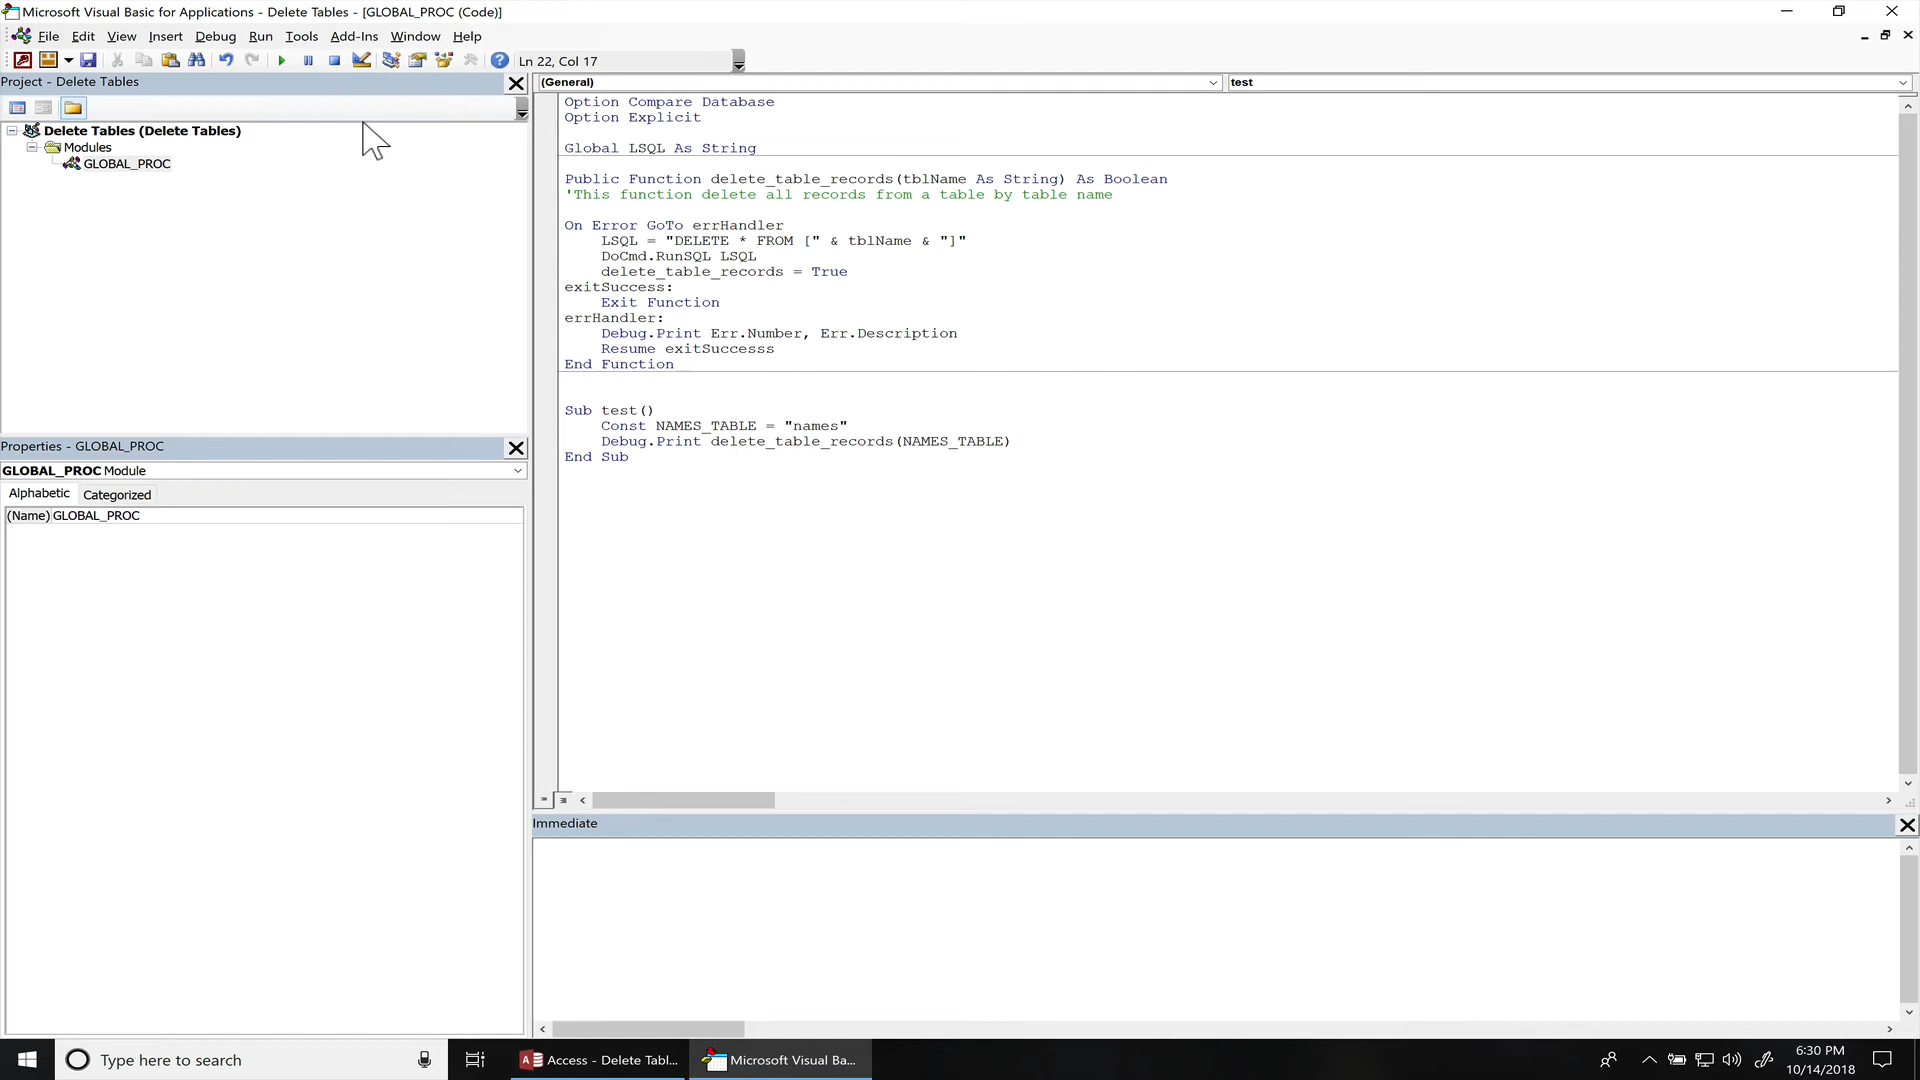 Microsoft Visual Basic for Applications - Delete Tables - [GLOBAL_PROC (Code)]
File Edit View Insert Debug Run Tools Add-Ins Window Help
Ln 22, Col 17
Project - Delete Tables
(General)
test
Delete Tables (Delete Tables)
Modules
GLOBAL_PROC
Option Compare Database
Option Explicit
Global LSQL As String
Public Function delete_table_records(tblName As String) As Boolean
'This function delete all records from a table by table name
On Error GoTo errHandler
LSQL = "DELETE * FROM [" & tblName & "]"
DoCmd.RunSQL LSQL
delete_table_records = True
exitSuccess:
Exit Function
errHandler:
Debug.Print Err.Number, Err.Description
Resume exitSuccesss
End Function
Sub test()
Const NAMES_TABLE = "names"
Debug.Print delete_table_records(NAMES_TABLE)
End Sub
Properties - GLOBAL_PROC
GLOBAL_PROC Module
Alphabetic Categorized
(Name) GLOBAL_PROC
Immediate
Type here to search
Access - Delete Tabl...
Microsoft Visual Ba...
6:30 PM
10/14/2018